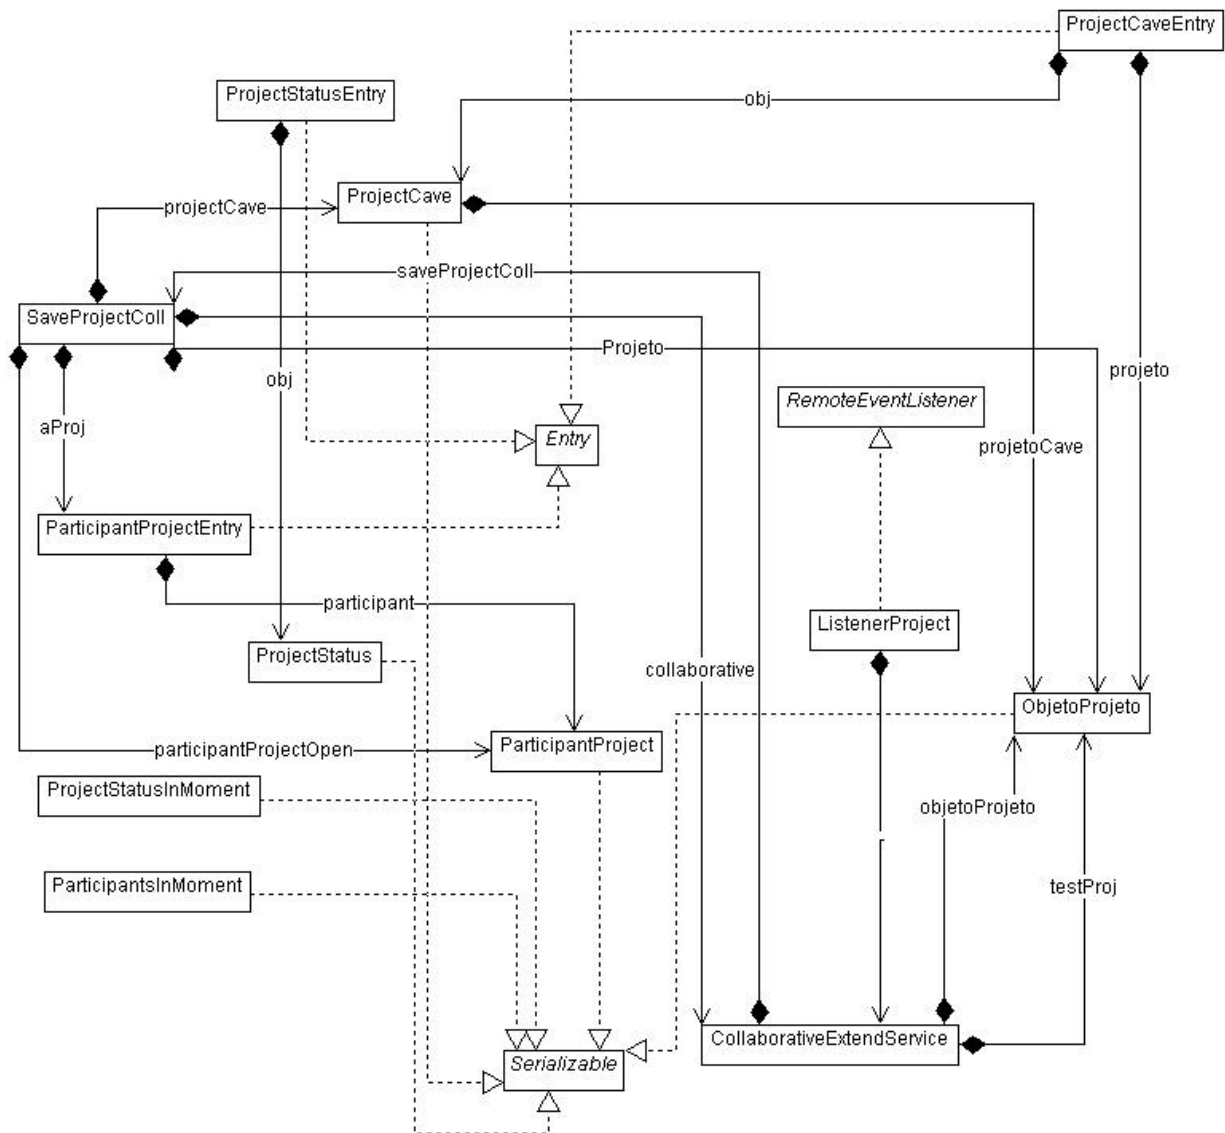 ProjectCaveEntry
ProjectStatusEntry
obj
ProjectCave
projectCave
saveProjectColl
SaveProjectColl
Projeto
obj
projeto
RemoteEventListener
aProj
Entry
projetoCave
ParticipantProjectEntry
participant
ListenerProject
ProjectStatus
collaborative
ObjetoProjeto
ParticipantProject
participantProjectOpen
ProjectStatusInMoment
objetoProjeto
r
ParticipantsInMoment
testProj
CollaborativeExtendService
Serializable